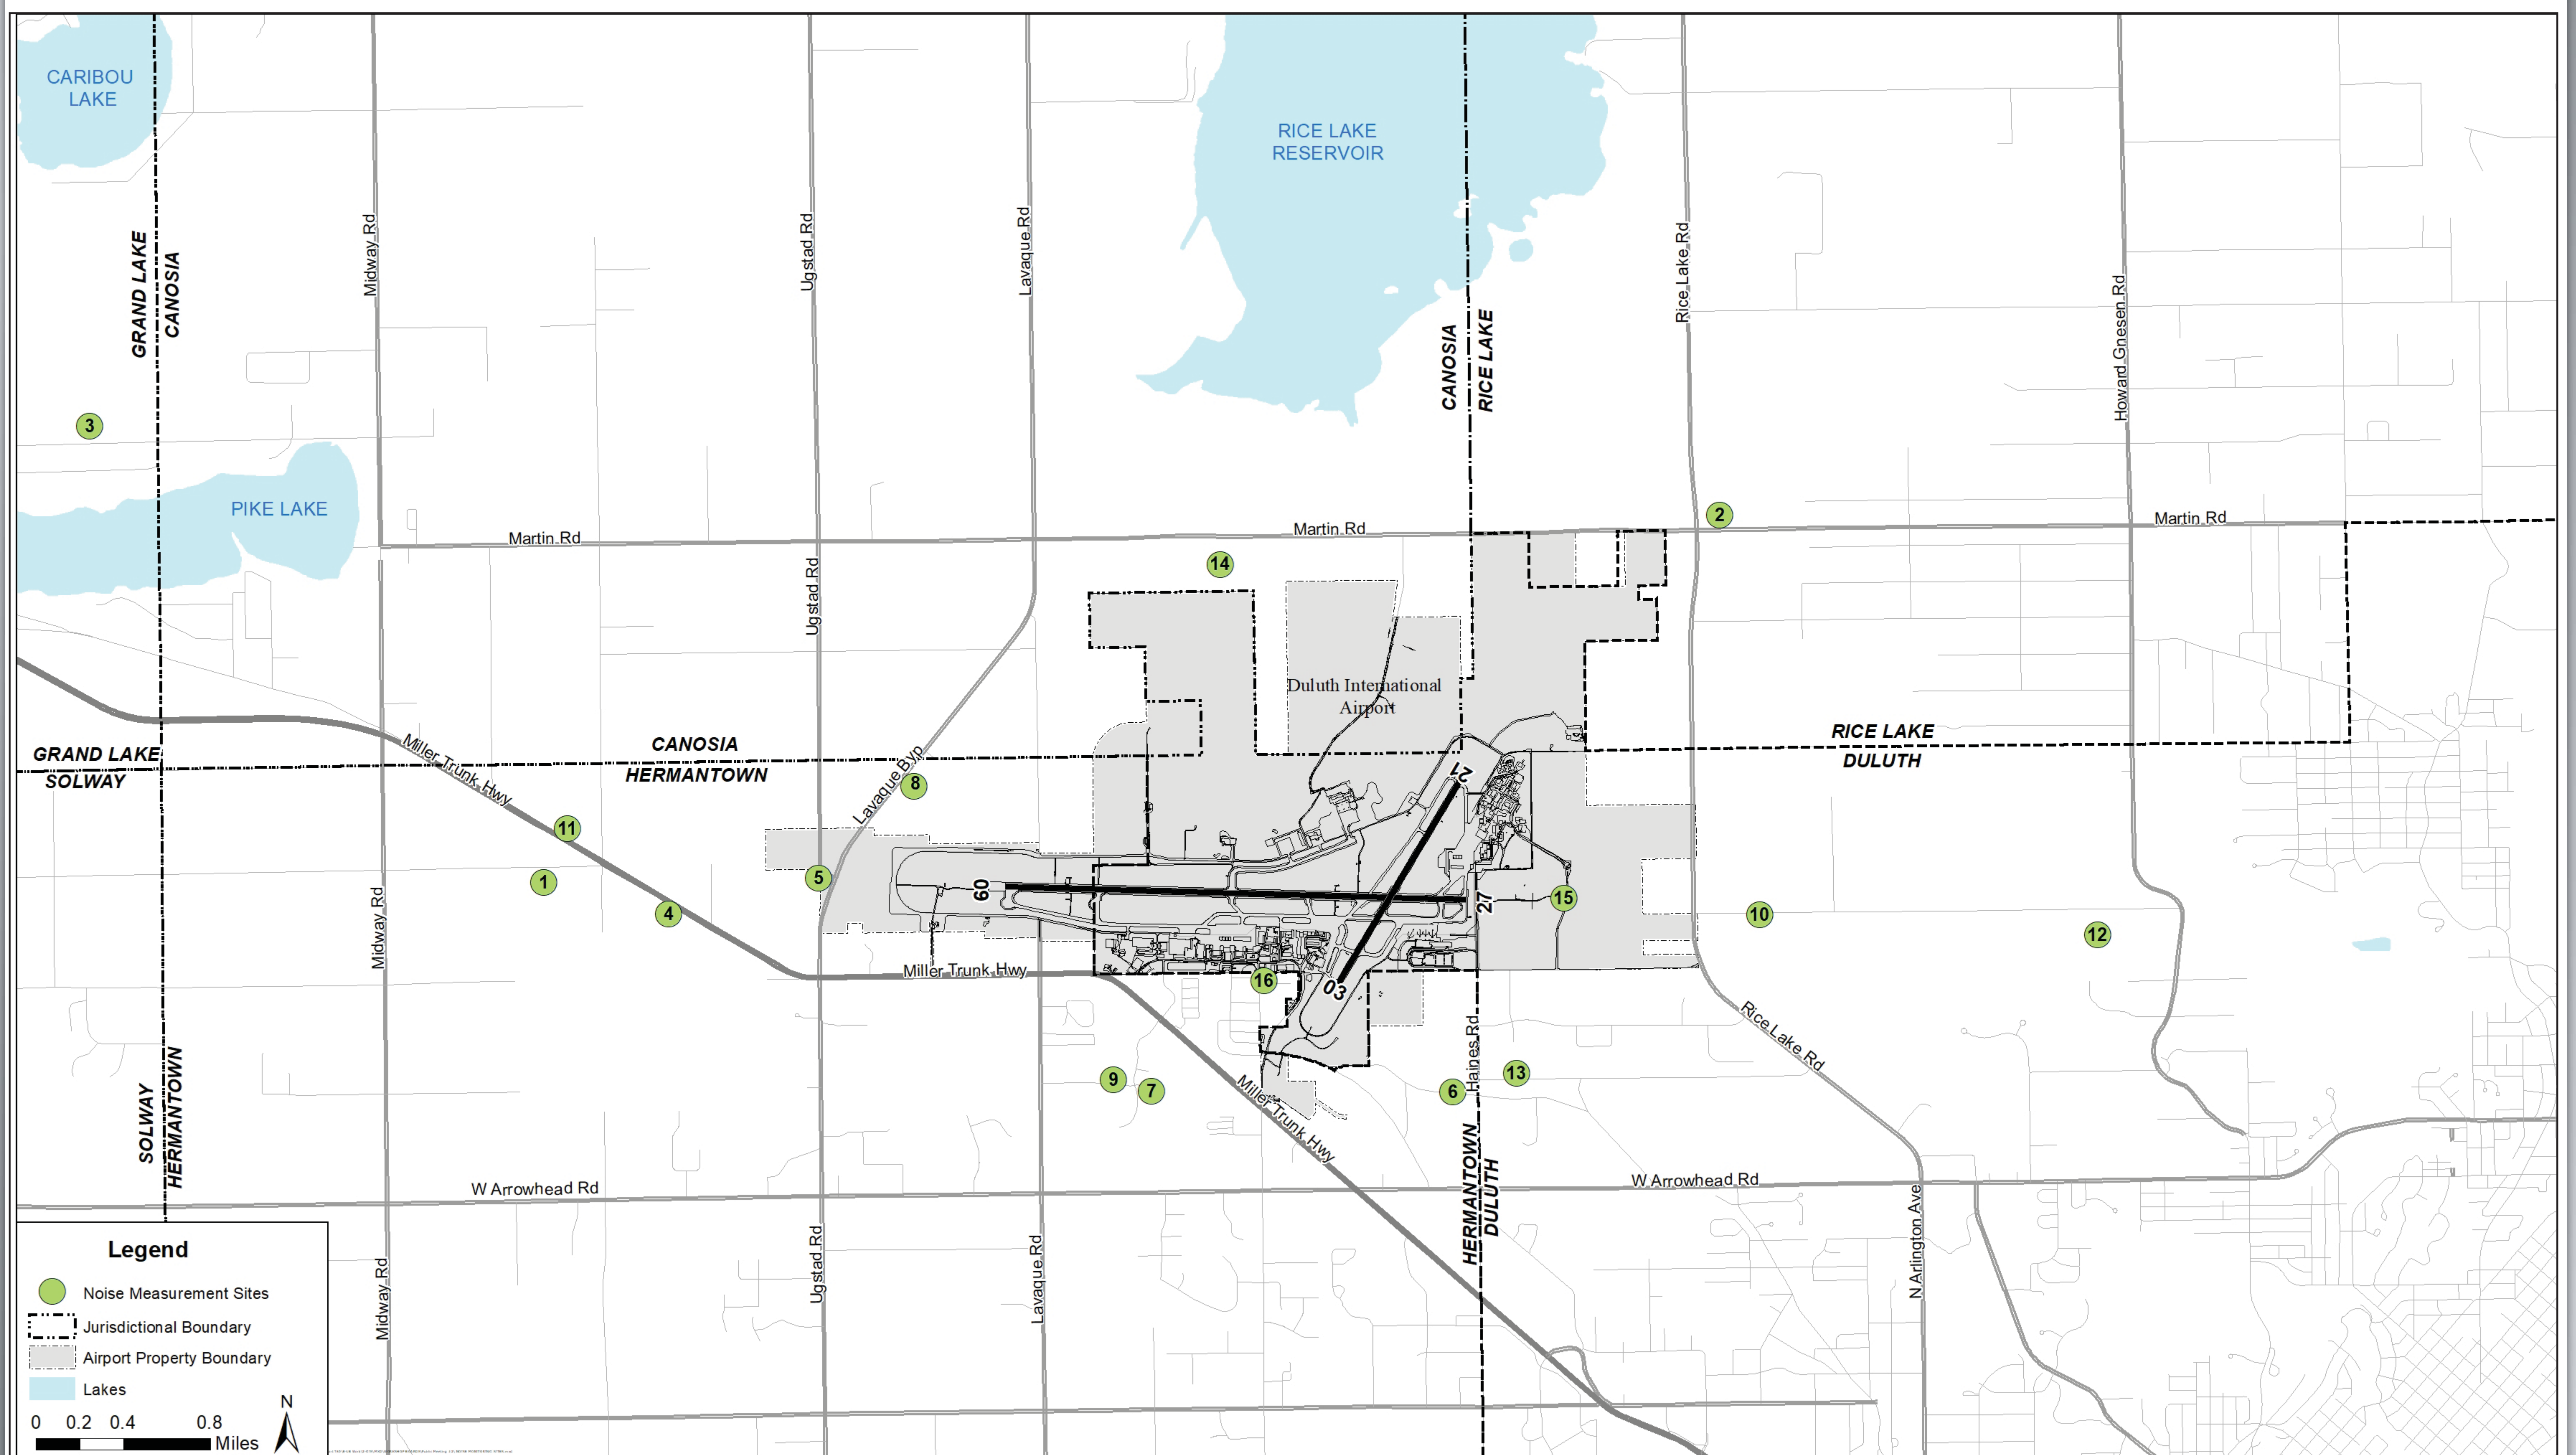 CARIBOU
LAKE
RICE LAKE
RESERVOIR
GRAND LAKE
CANOSIA
Midway Rd
Ugstad Rd
Lavaque Rd
Rice Lake Rd
Howard Gnesen Rd
CANOSIA
RICE LAKE
3
PIKE LAKE
2
Martin Rd
Martin Rd
Martin Rd
14
Ugstad Rd
Duluth International
Airport
GRAND LAKE
SOLWAY
Miller Trunk Hwy
CANOSIA
HERMANTOWN
Lavaque Byp
8
RICE LAKE
DULUTH
21
11
1
4
5
09
27
15
10
12
Midway Rd
Miller Trunk Hwy
16
03
Rice Lake Rd
Haines Rd
9
7
6
13
Miller Trunk Hwy
SOLWAY
HERMANTOWN
HERMANTOWN
DULUTH
W Arrowhead Rd
W Arrowhead Rd
N Arlington Ave
Midway Rd
Ugstad Rd
Lavaque Rd
Legend
Noise Measurement Sites
Jurisdictional Boundary
Airport Property Boundary
Lakes
N
0 0.2 0.4 0.8
Miles